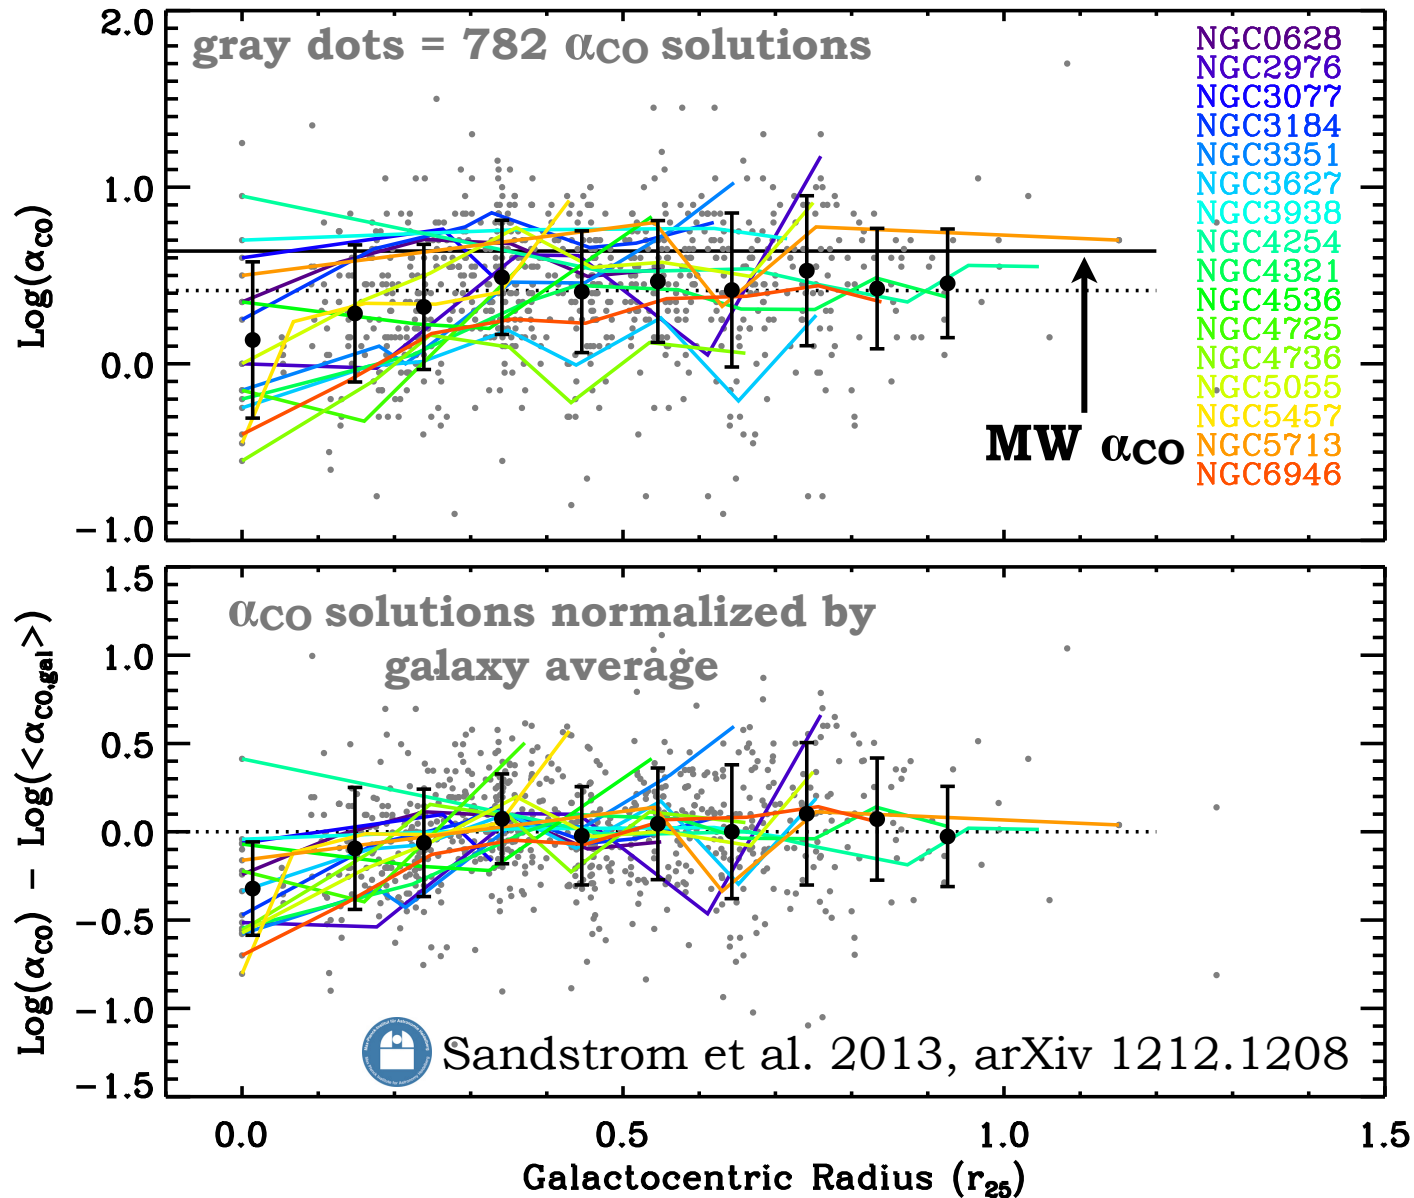 gray dots = 782 αCO solutions
2.0
1.0
0.0
−1.0
Log(αCO)
NGC0628
NGC2976
NGC3077
NGC3184
NGC3351
NGC3627
NGC3938
NGC4254
NGC4321
NGC4536
NGC4725
NGC4736
NGC5055
NGC5457
NGC5713
NGC6946
MW αCO
αCO solutions normalized by
galaxy average
1.5
1.0
0.5
0.0
−0.5
−1.0
−1.5
Log(αCO) − Log(<αCO,gal>)
Sandstrom et al. 2013, arXiv 1212.1208
0.0 0.5 1.0 1.5
Galactocentric Radius (r25)